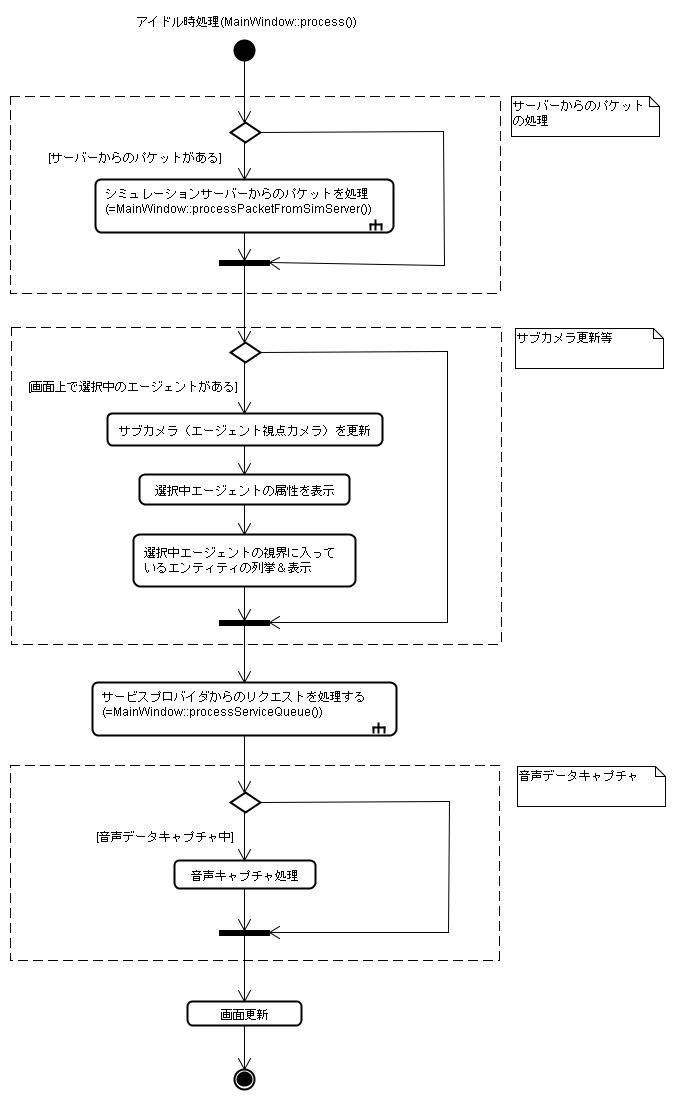 アイドル時処理(MainWindow::process())
サーバーからのパケット
の処理
[サーバーからのパケットがある]
シミュレーションサーバーからのパケットを処理
(=MainWindow::processPacketFromSimServer())
サブカメラ更新等
[画面上で選択中のエージェントがある]
サブカメラ（エージェント視点カメラ）を更新
選択中エージェントの属性を表示
選択中エージェントの視界に入って
いるエンティティの列挙＆表示
サービスプロバイダからのリクエストを処理する
(=MainWindow::processServiceQueue())
音声データキャプチャ
[音声データキャプチャ中]
音声キャプチャ処理
画面更新